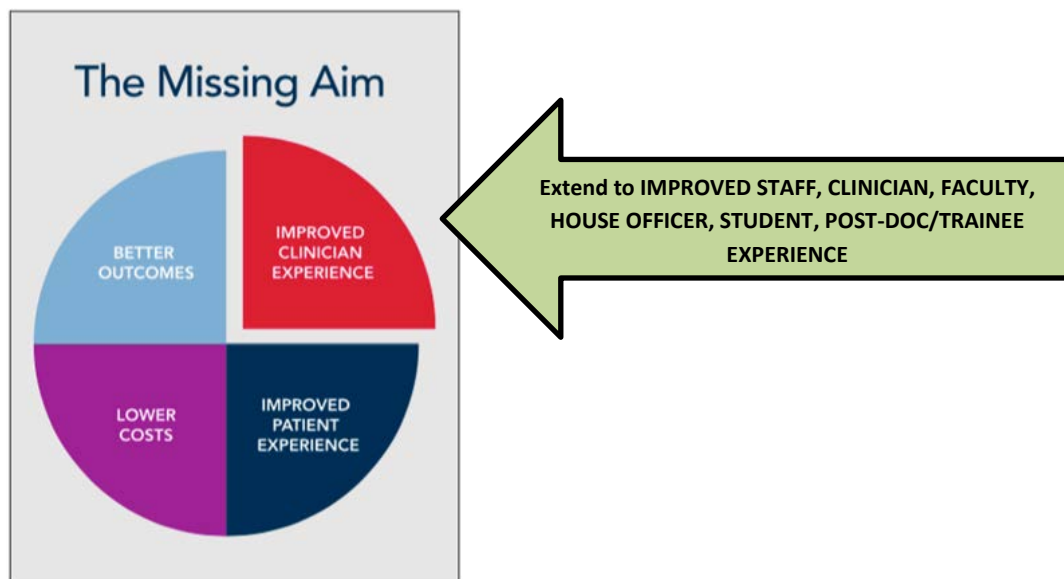 The Missing Aim
BETTER
OUTCOMES
IMPROVED
CLINICIAN
EXPERIENCE
LOWER
COSTS
IMPROVED
PATIENT
EXPERIENCE
Extend to IMPROVED STAFF, CLINICIAN, FACULTY,
HOUSE OFFICER, STUDENT, POST-DOC/TRAINEE
EXPERIENCE